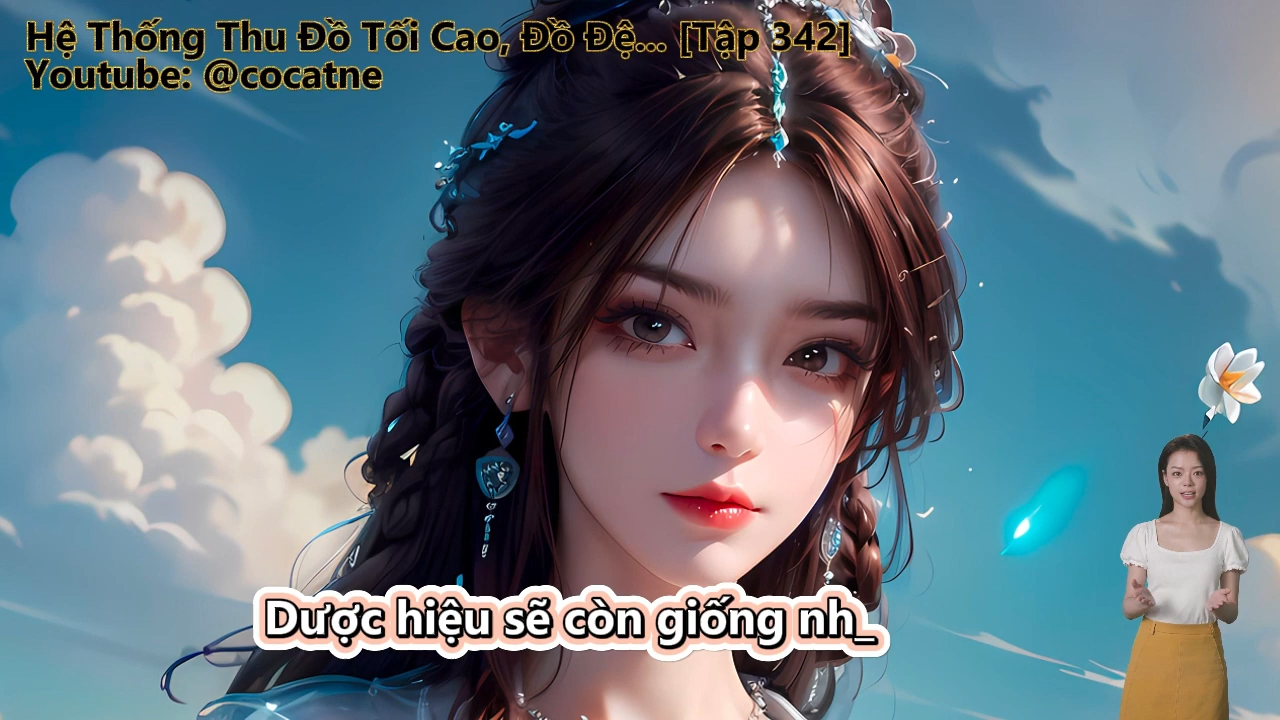 Hệ Thống Thu Đồ Tối Cao, Đồ Đệ... [Tập 342]
Youtube: @cocatne
Dược hiệu sẽ còn giống nh_